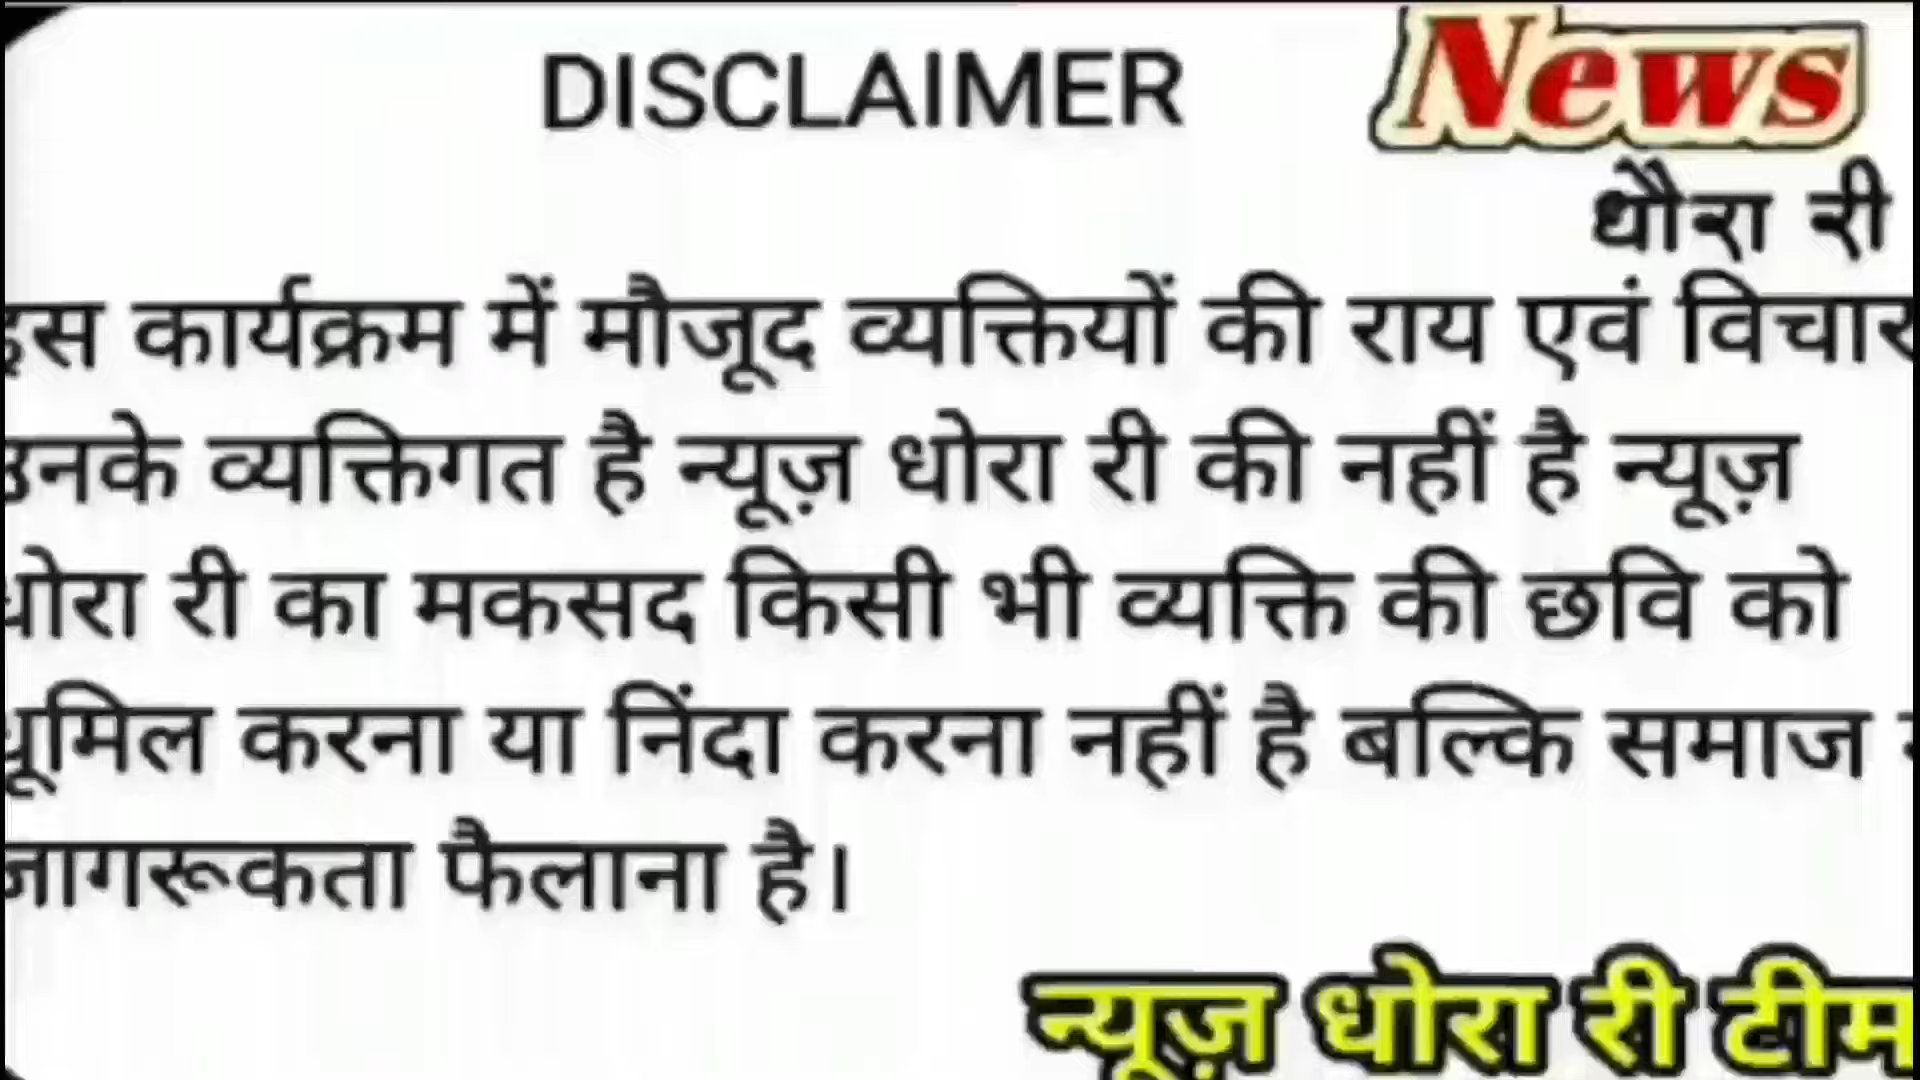 DISCLAIMER
News
धौरा री
इस कार्यक्रम में मौजूद व्यक्तियों की राय एवं विचार
उनके व्यक्तिगत है न्यूज़ धोरा री की नहीं है न्यूज़
धोरा री का मकसद किसी भी व्यक्ति की छवि को
धूमिल करना या निंदा करना नहीं है बल्कि समाज
जागरूकता फैलाना है।
न्यूज़ धोरा री टीम